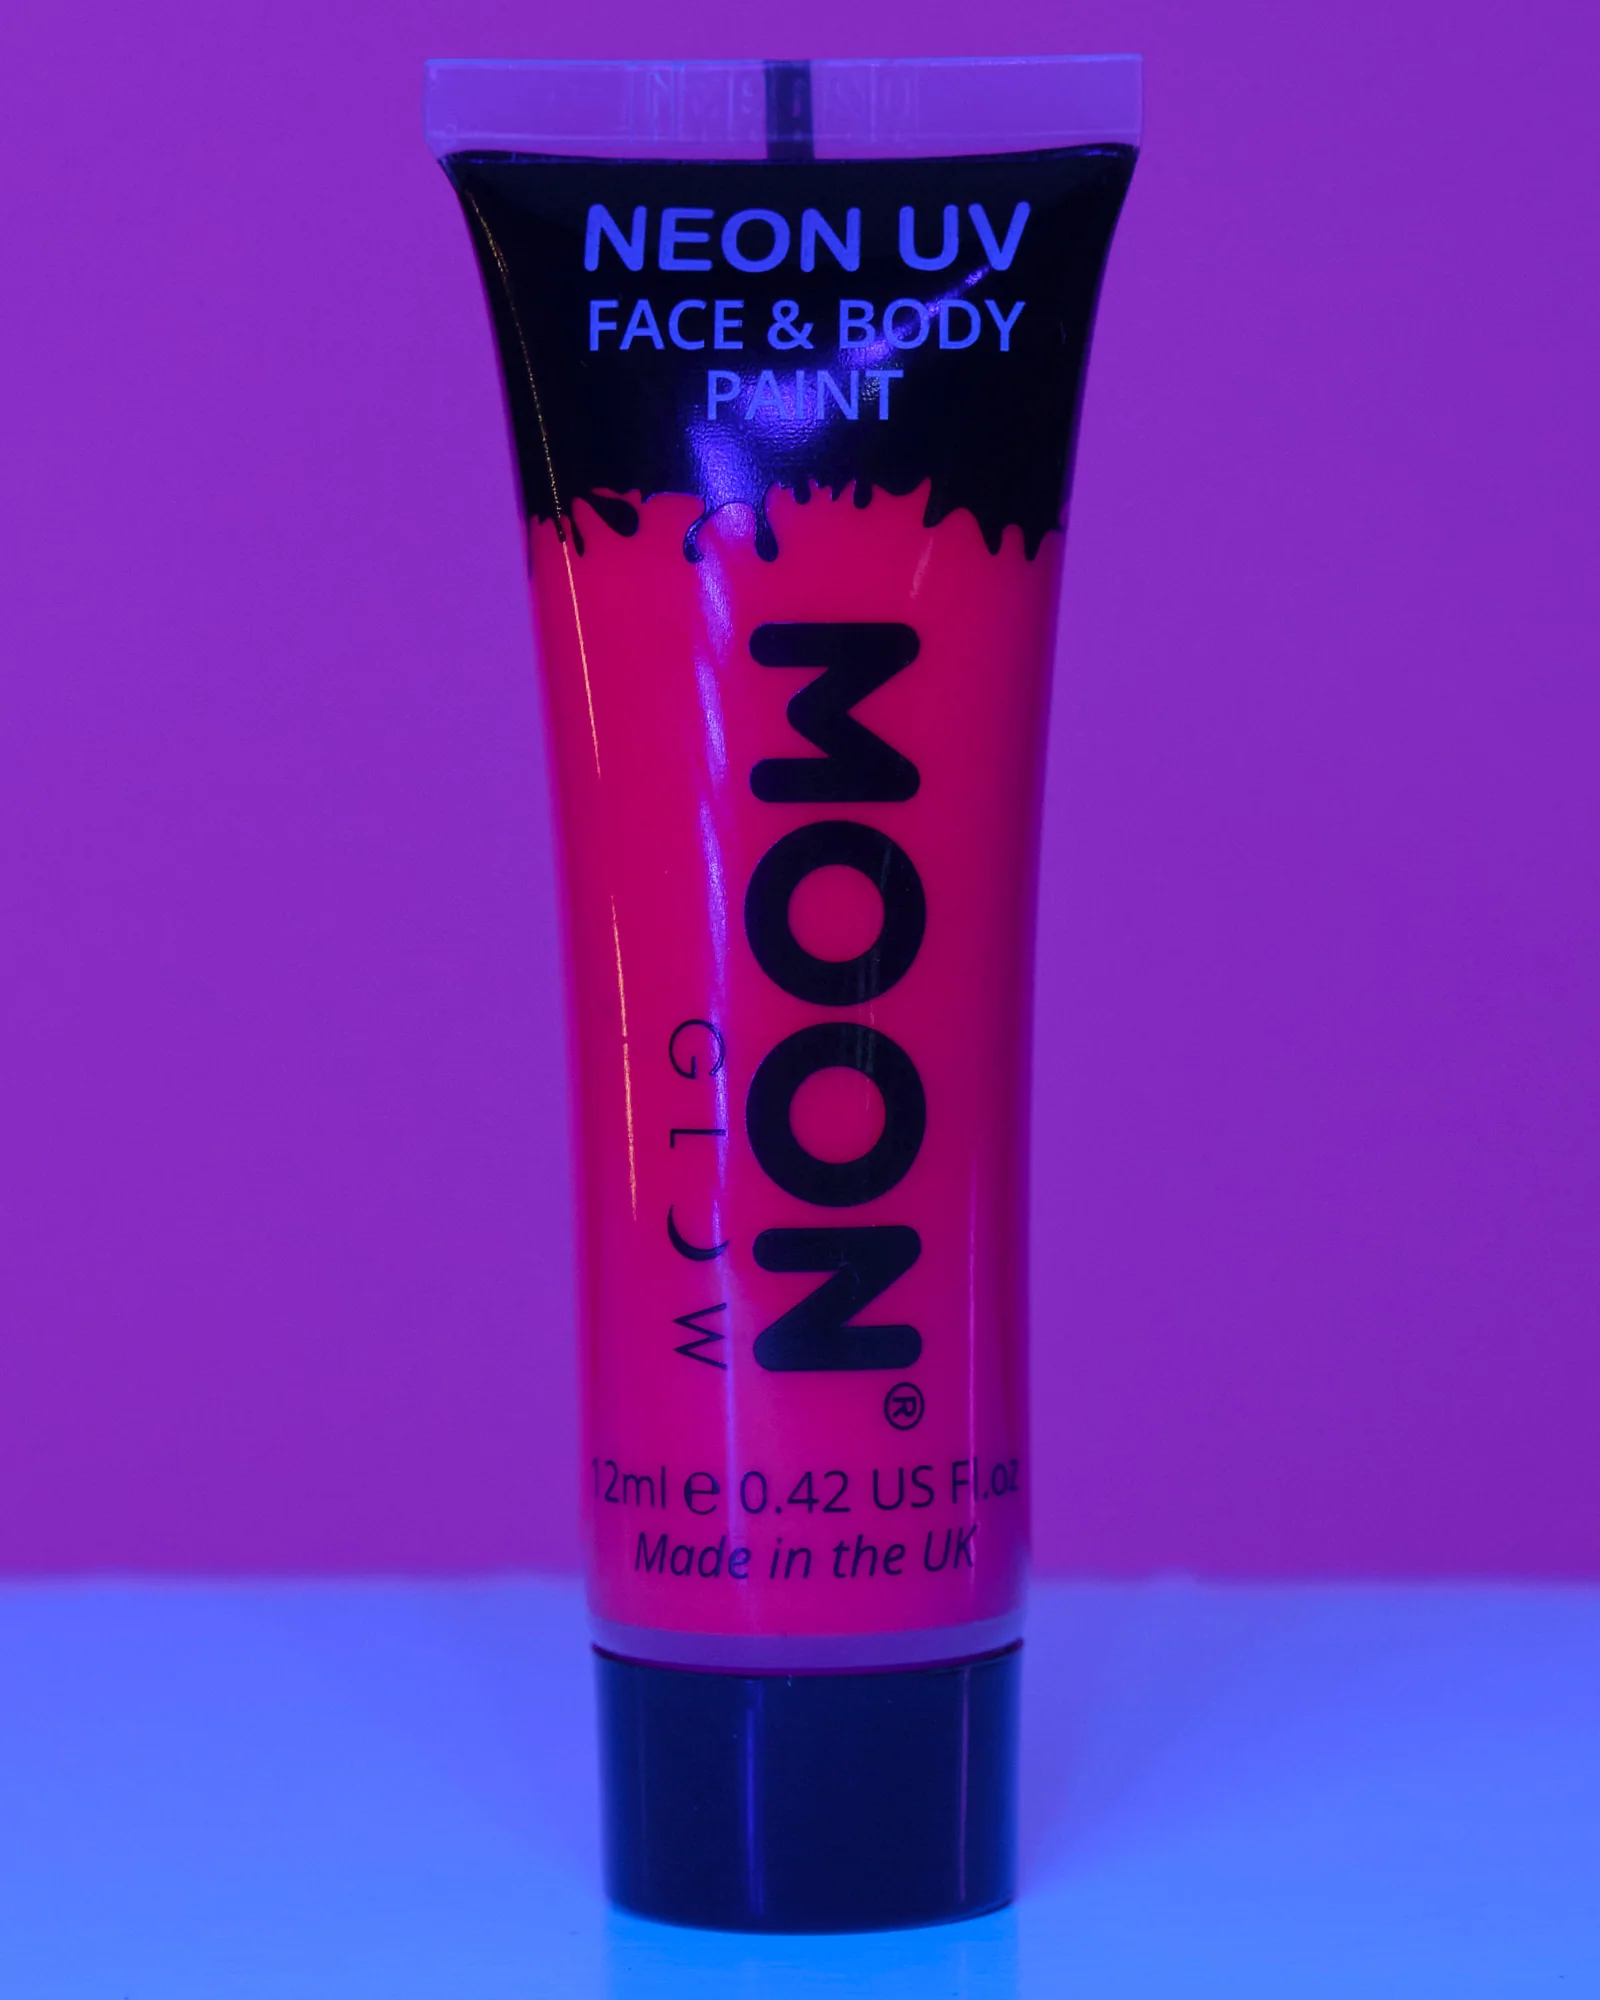 NEON UV
FACE & BODY
PAINT
MOON®
GLOW
12ml ℮ 0.42 US Fl.oz
Made in the UK